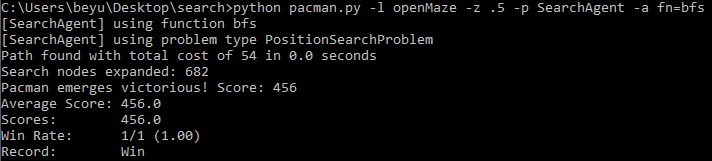 C:\Users\beyu\Desktop\search>python pacman.py -l openMaze -z .5 -p SearchAgent -a fn=bfs
[SearchAgent] using function bfs
[SearchAgent] using problem type PositionSearchProblem
Path found with total cost of 54 in 0.0 seconds
Search nodes expanded: 682
Pacman emerges victorious! Score: 456
Average Score: 456.0
Scores:        456.0
Win Rate:      1/1 (1.00)
Record:        Win